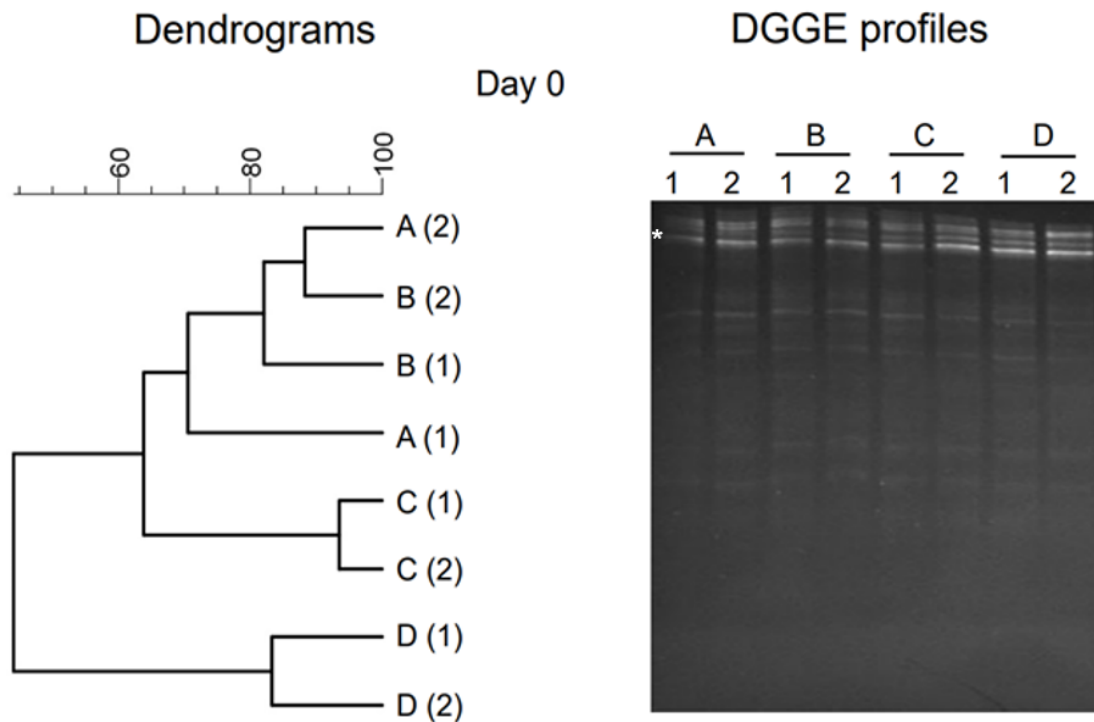 Dendrograms
DGGE profiles
Day 0
60
80
100
A (2)
B (2)
B (1)
A (1)
C (1)
C (2)
D (1)
D (2)
A B C D
1 2 1 2 1 2 1 2
*